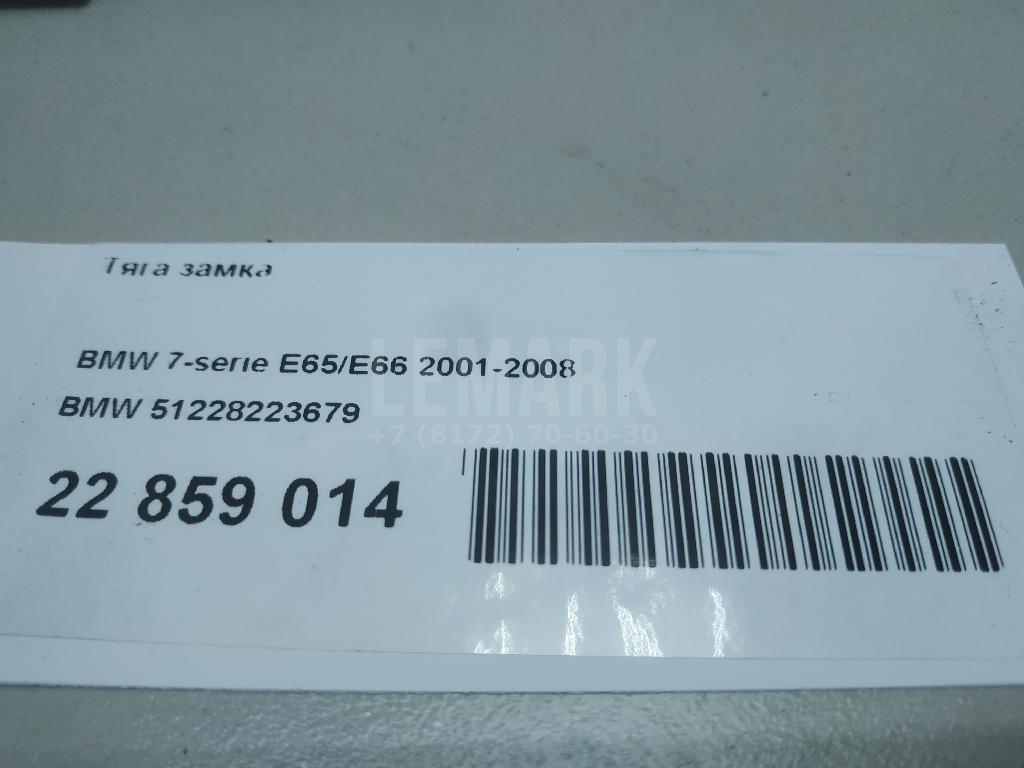 Тяга замка
BMW 7-serie E65/E66 2001-2008
BMW 51228223679
LEMARK
+7 (8172) 70-60-30
22 859 014